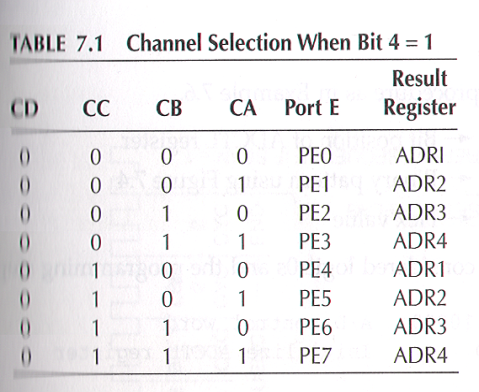 TABLE 7.1 Channel Selection When Bit 4 = 1
Result
CD CC CB CA Port E Register
0 0 0 0 PE0 ADRI
0 0 0 1 PE1 ADR2
0 0 1 0 PE2 ADR3
0 0 1 1 PE3 ADR4
0 1 0 0 PE4 ADR1
0 1 0 1 PE5 ADR2
0 1 1 0 PE6 ADR3
0 1 1 1 PE7 ADR4